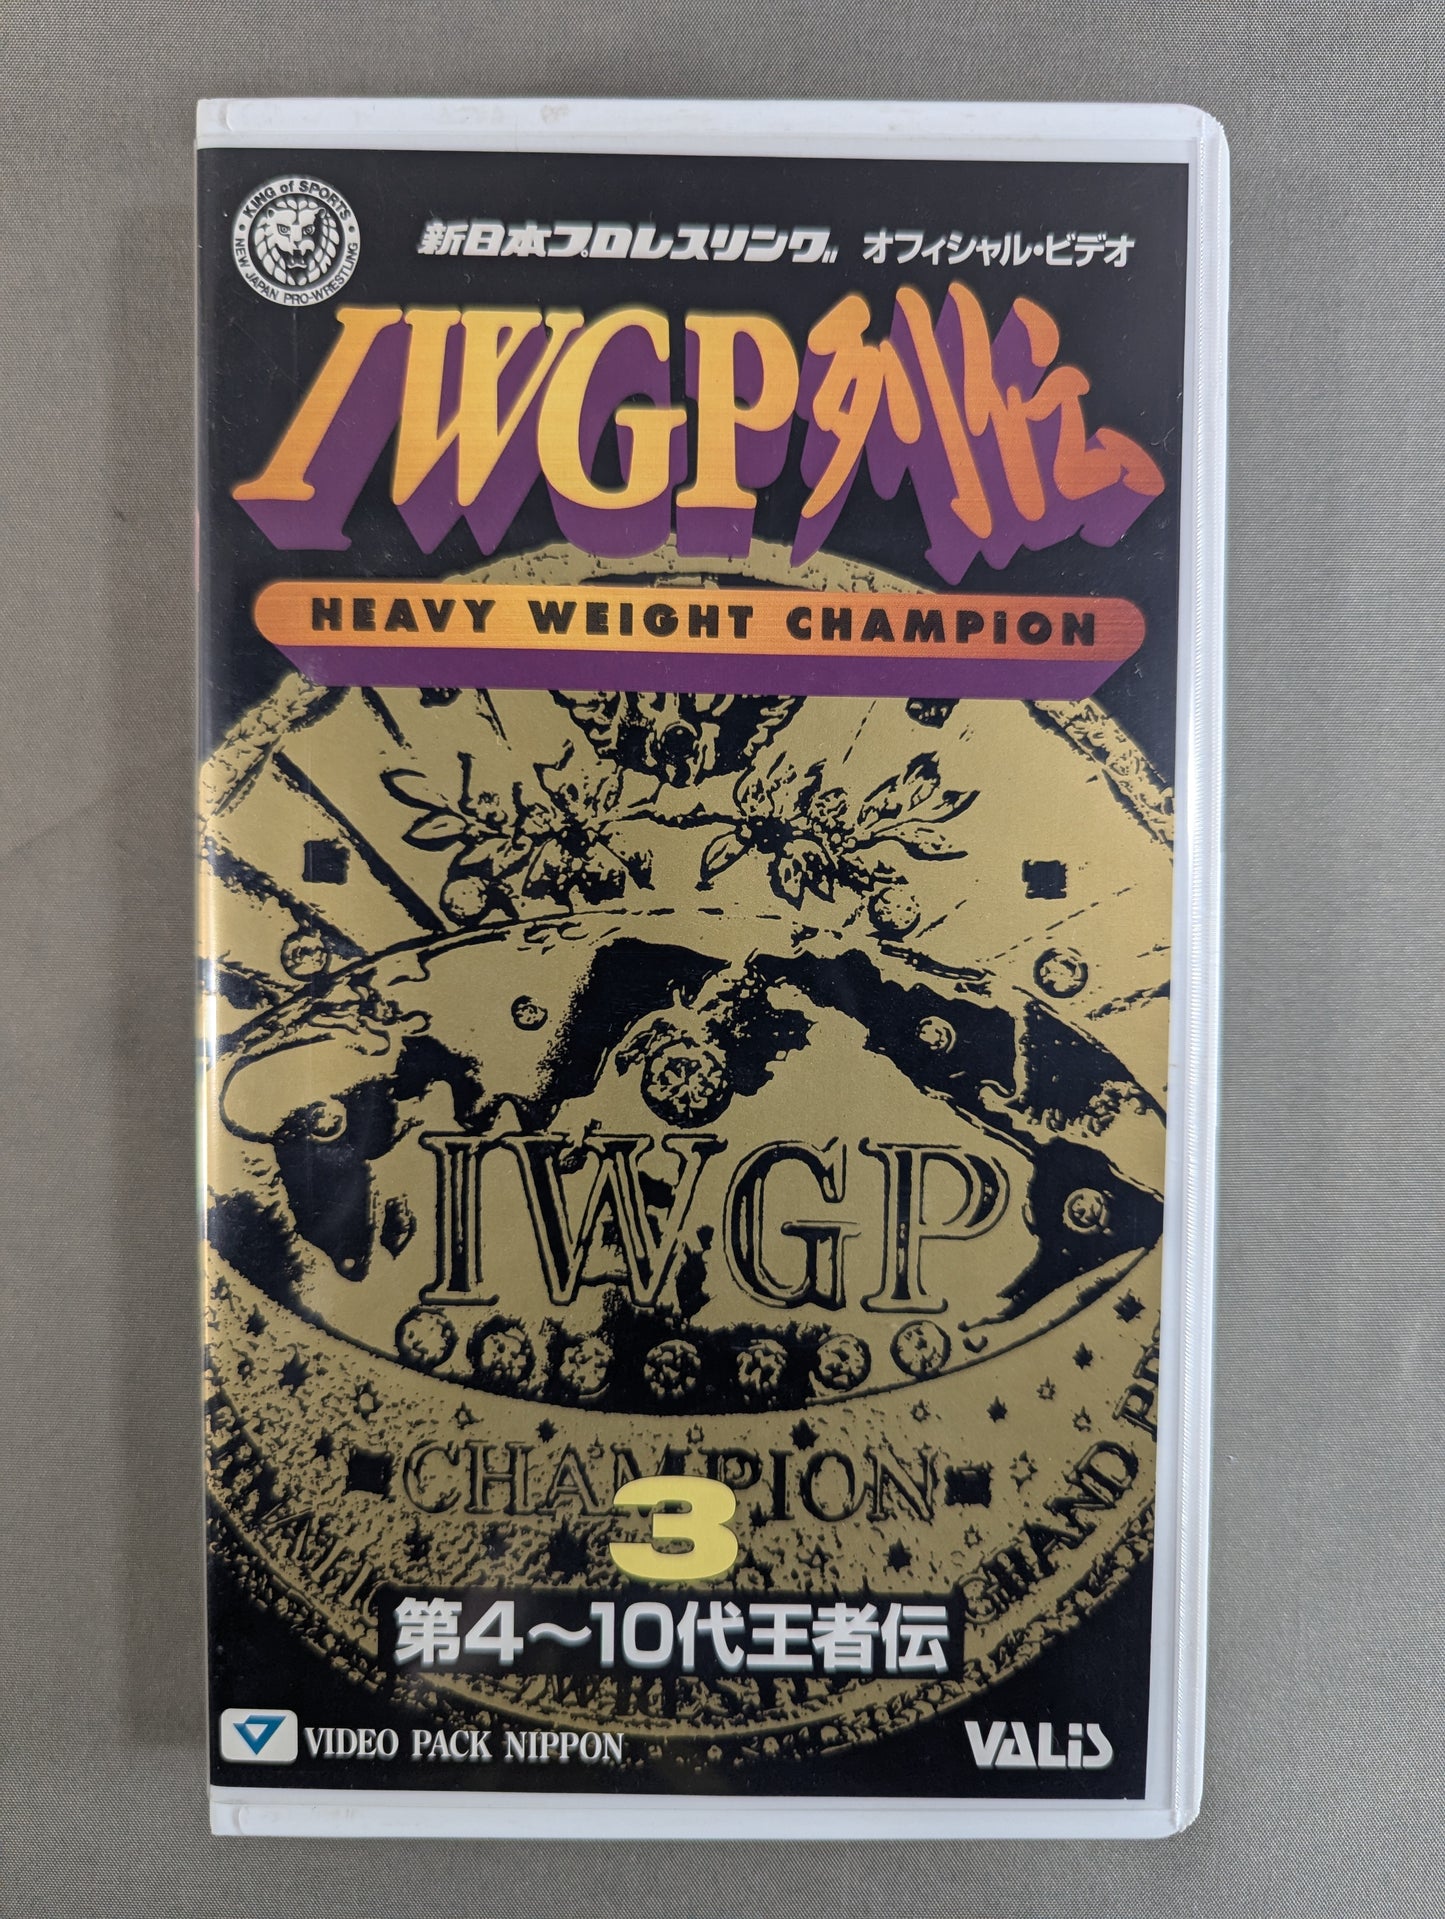 KING of SPORTS
NEW JAPAN PRO-WRESTLING
新日本プロレスリング オフィシャル・ビデオ
IWGP列伝
HEAVY WEIGHT CHAMPiON
IWGP
CHAMPION
GRAND
3
第4〜10代王者伝
VIDEO PACK NIPPON
VALiS